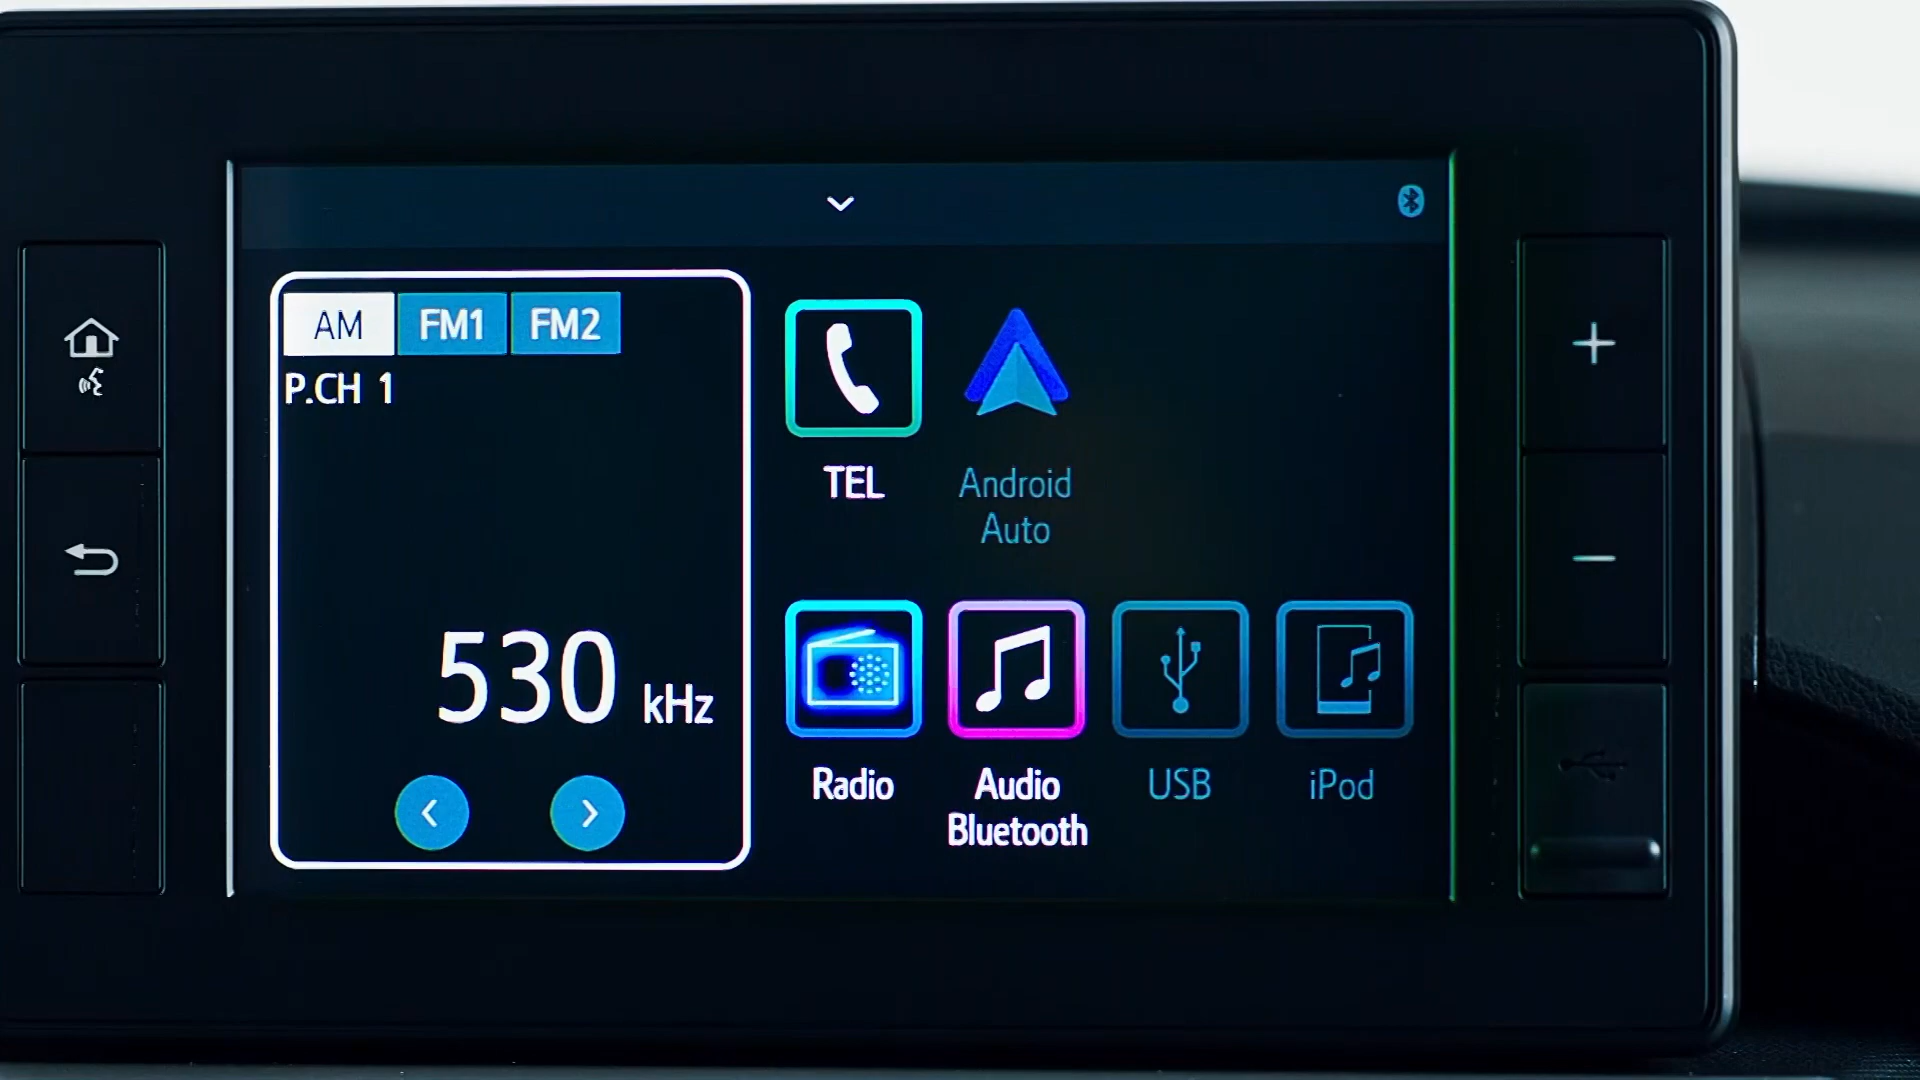 AM FM1 FM2
P.CH 1
530 kHz
TEL
Android
Auto
Radio
Audio
Bluetooth
USB
iPod